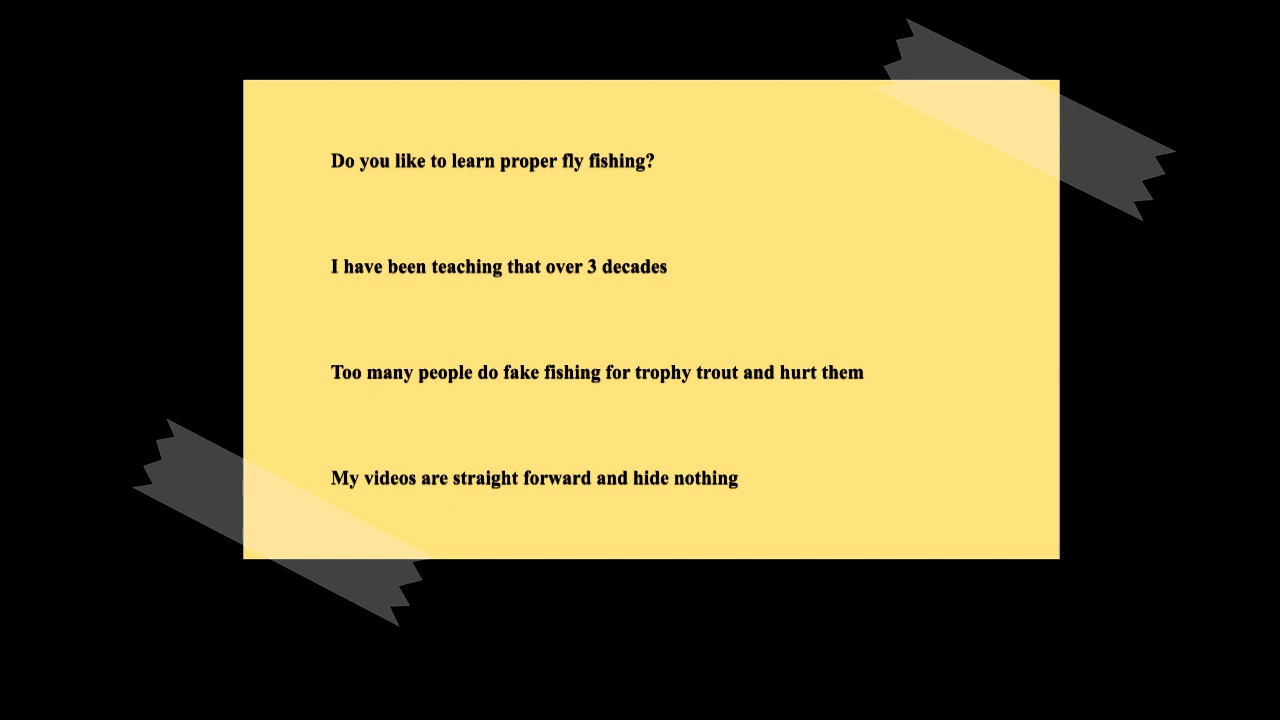 Do you like to learn proper fly fishing?
I have been teaching that over 3 decades
Too many people do fake fishing for trophy trout and hurt them
My videos are straight forward and hide nothing